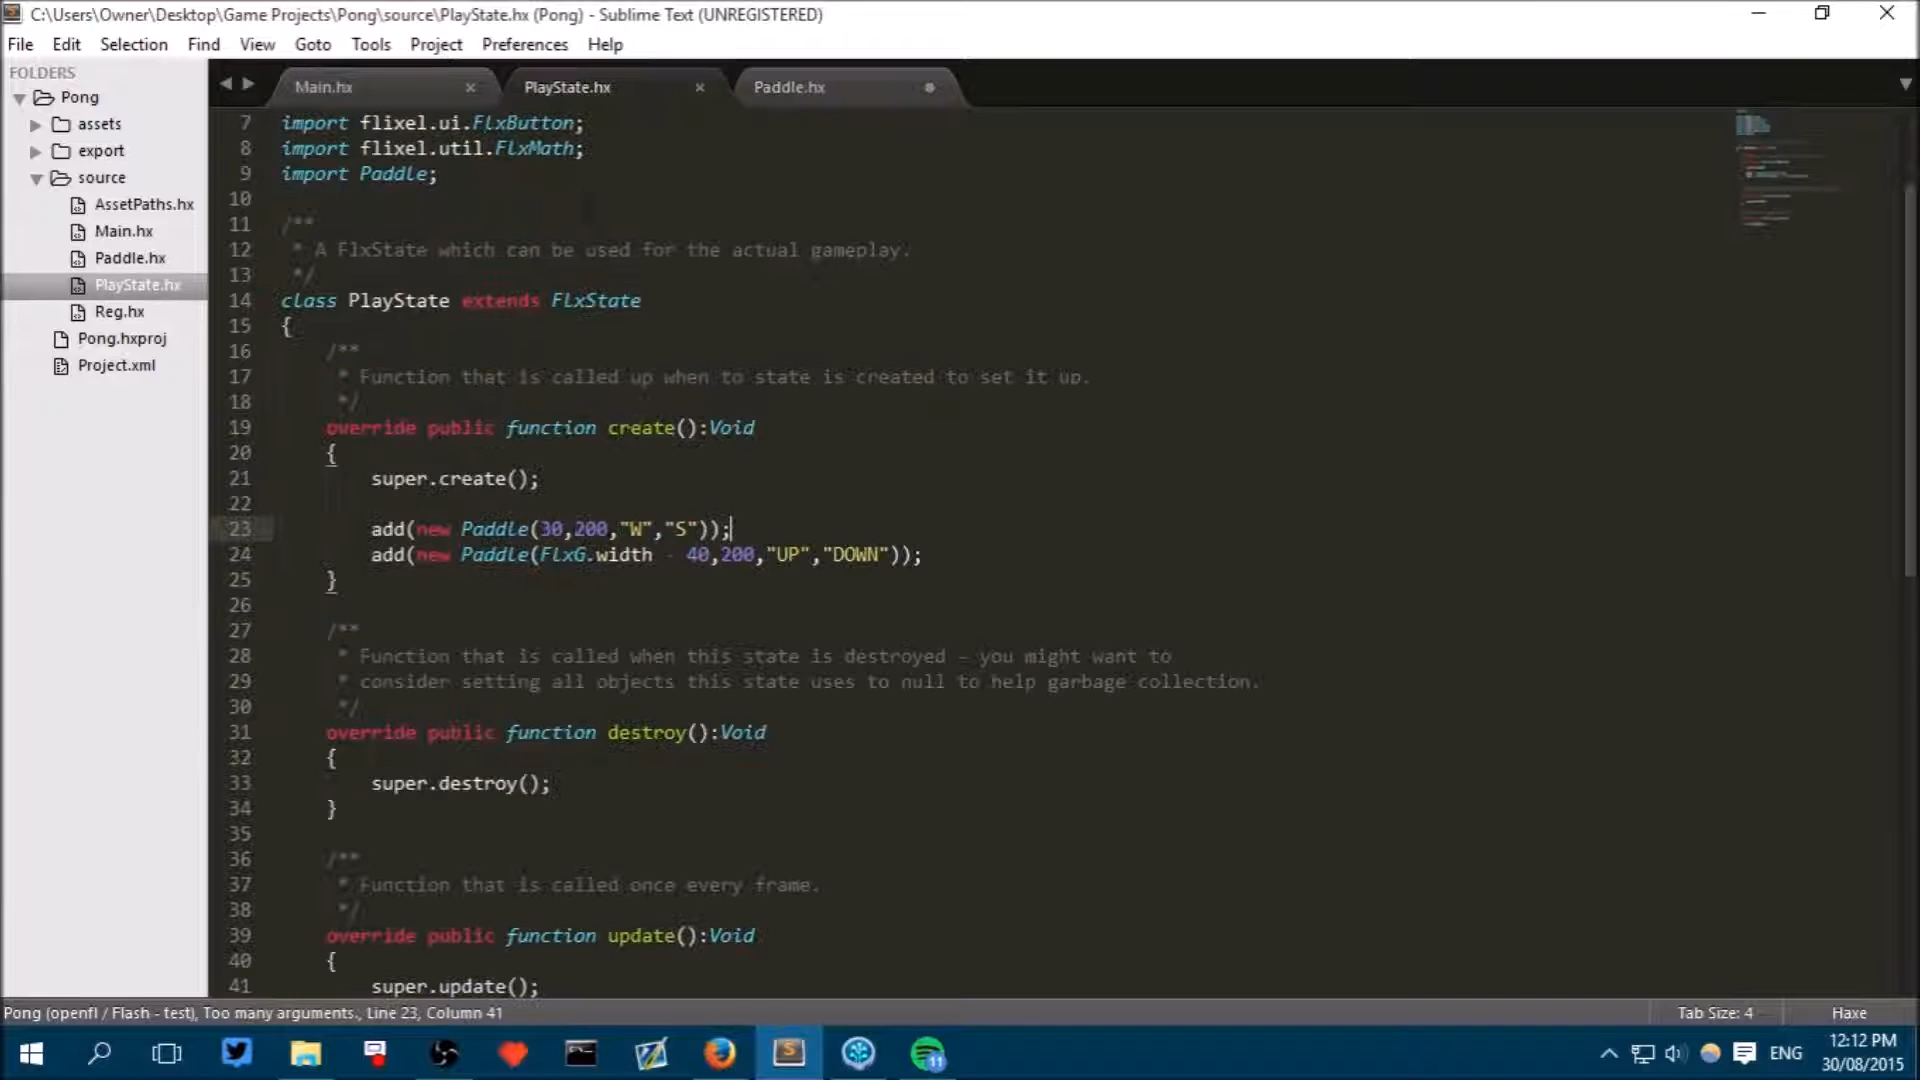 C:\Users\Owner\Desktop\Game Projects\Pong\source\PlayState.hx (Pong) - Sublime Text (UNREGISTERED)
File Edit Selection Find View Goto Tools Project Preferences Help
FOLDERS
Pong
assets
export
source
AssetPaths.hx
Main.hx
Paddle.hx
PlayState.hx
Reg.hx
Pong.hxproj
Project.xml
Main.hx PlayState.hx Paddle.hx
7 import flixel.ui.FlxButton;
8 import flixel.util.FlxMath;
9 import Paddle;
10
11 /**
12 * A FlxState which can be used for the actual gameplay.
13 */
14 class PlayState extends FlxState
15 {
16 /**
17 * Function that is called up when to state is created to set it up.
18 */
19 override public function create():Void
20 {
21 super.create();
22
23 add(new Paddle(30,200,"W","S"));
24 add(new Paddle(FlxG.width - 40,200,"UP","DOWN"));
25 }
26
27 /**
28 * Function that is called when this state is destroyed - you might want to
29 * consider setting all objects this state uses to null to help garbage collection.
30 */
31 override public function destroy():Void
32 {
33 super.destroy();
34 }
35
36 /**
37 * Function that is called once every frame.
38 */
39 override public function update():Void
40 {
41 super.update();
Pong (openfl / Flash - test), Too many arguments., Line 23, Column 41
Tab Size: 4
Haxe
11
ENG
12:12 PM
30/08/2015